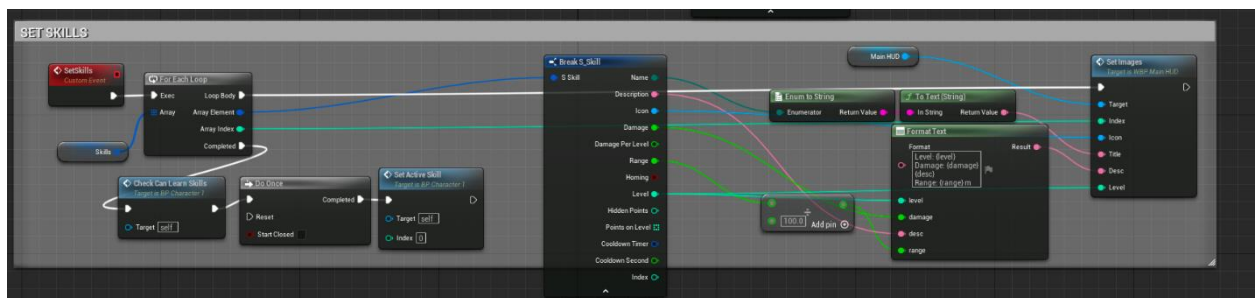 SET SKILLS
SetSkills
Custom Event
Skills
For Each Loop
Exec
Loop Body
Array
Array Element
Array Index
Completed
Check Can Learn Skills
Target is BP Character 1
Target
self
Do Once
Completed
Reset
Start Closed
Set Active Skill
Target is BP Character 1
Target
self
Index
0
Break S_Skill
S Skill
Name
Description
Icon
Damage
Damage Per Level
Range
Homing
Level
Hidden Points
Points on Level
Cooldown Timer
Cooldown Second
Index
Main HUD
Enum to String
Enumerator
Return Value
To Text (String)
In String
Return Value
÷
100.0
Add pin
Format Text
Format
Result
Level: {level}
Damage: {damage}
{desc}
Range: {range} m
level
damage
desc
range
Set Images
Target is WBP Main HUD
Target
Index
Icon
Title
Desc
Level